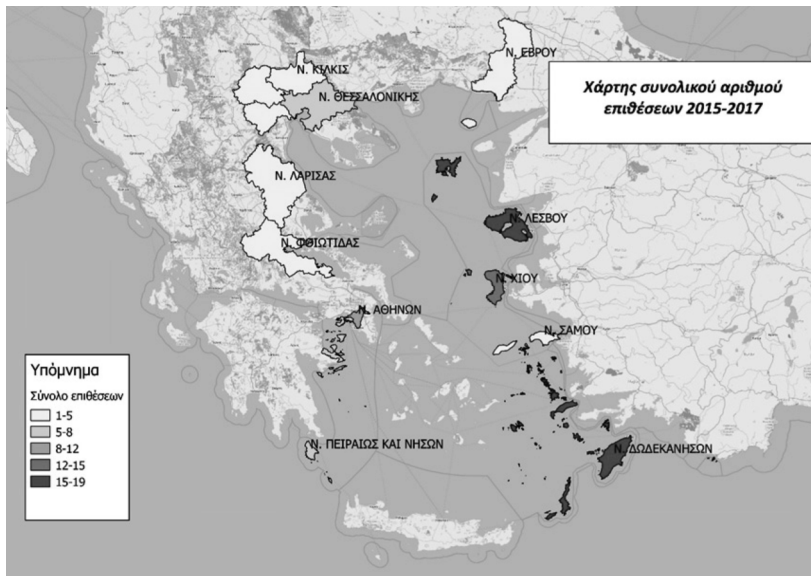 Ν. ΕΒΡΟΥ
Χάρτης συνολικού αριθμού
επιθέσεων 2015-2017
Ν. ΚΙΛΚΙΣ
Ν. ΘΕΣΣΑΛΟΝΙΚΗΣ
Ν. ΛΑΡΙΣΑΣ
Ν. ΛΕΣΒΟΥ
Ν. ΦΘΙΩΤΙΔΑΣ
Ν. ΧΙΟΥ
Ν. ΑΘΗΝΩΝ
Ν. ΣΑΜΟΥ
Υπόμνημα
Σύνολο επιθέσεων
1-5
5-8
8-12
12-15
15-19
Ν. ΠΕΙΡΑΙΩΣ ΚΑΙ ΝΗΣΩΝ
Ν. ΔΩΔΕΚΑΝΗΣΩΝ